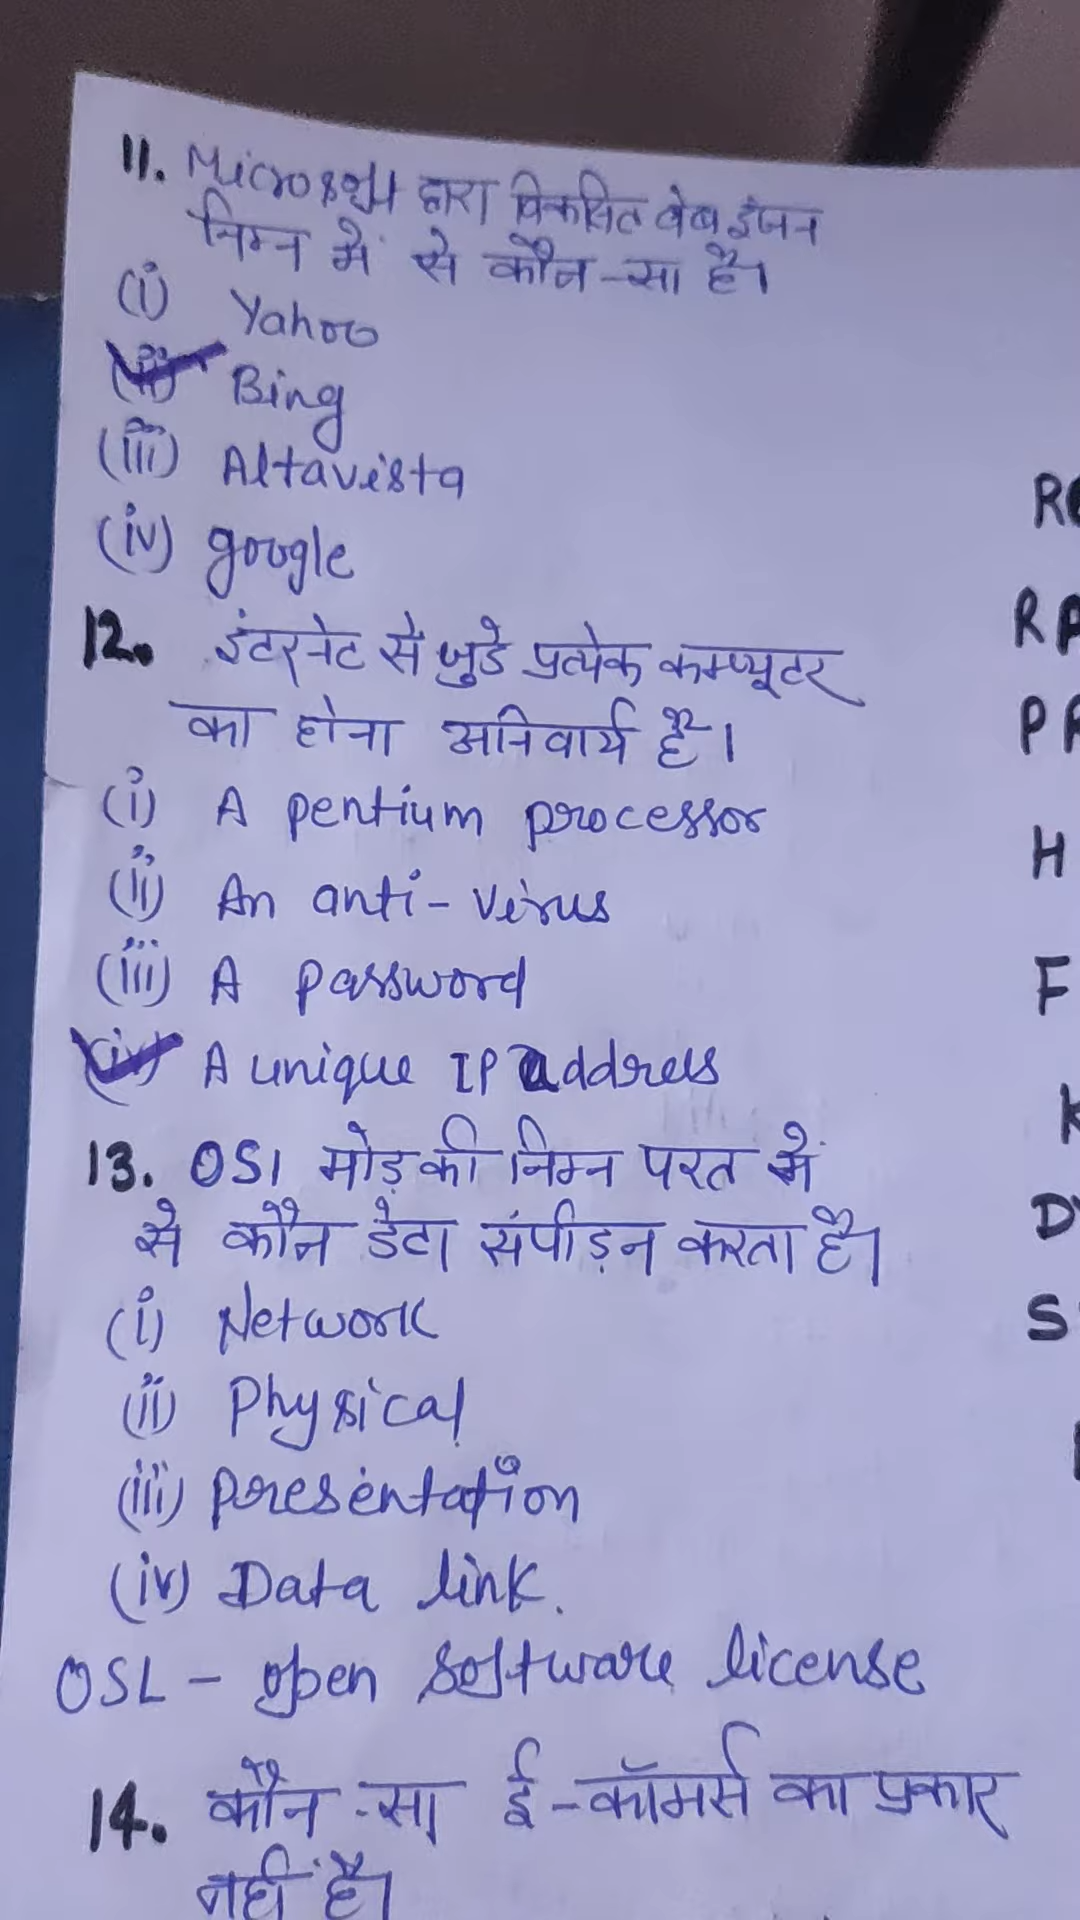 11. Microsoft द्वारा विकसित वेब इंजन
निम्न में से कौन-सा है।
(i) Yahoo
(ii) Bing
(iii) Altavista
(iv) google
12. इंटरनेट से जुडे प्रत्येक कम्प्यूटर
का होना अनिवार्य है।
(i) A pentium processor
(ii) An anti-virus
(iii) A password
(iv) A unique IP address
13. OSI मोड़ की निम्न परत में
से कौन डेटा संपीड़न करता है।
(i) Network
(ii) Physical
(iii) presentation
(iv) Data link.
OSL - open software license
14. कौन-सा ई-कॉमर्स का प्रकार
नहीं है।
R
RA
P
H
F
K
D
S